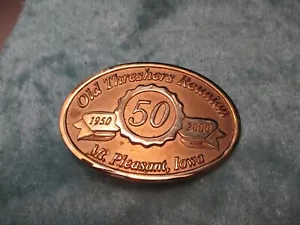 Old Threshers Reunion
50
1950 2000
Mt. Pleasant, Iowa